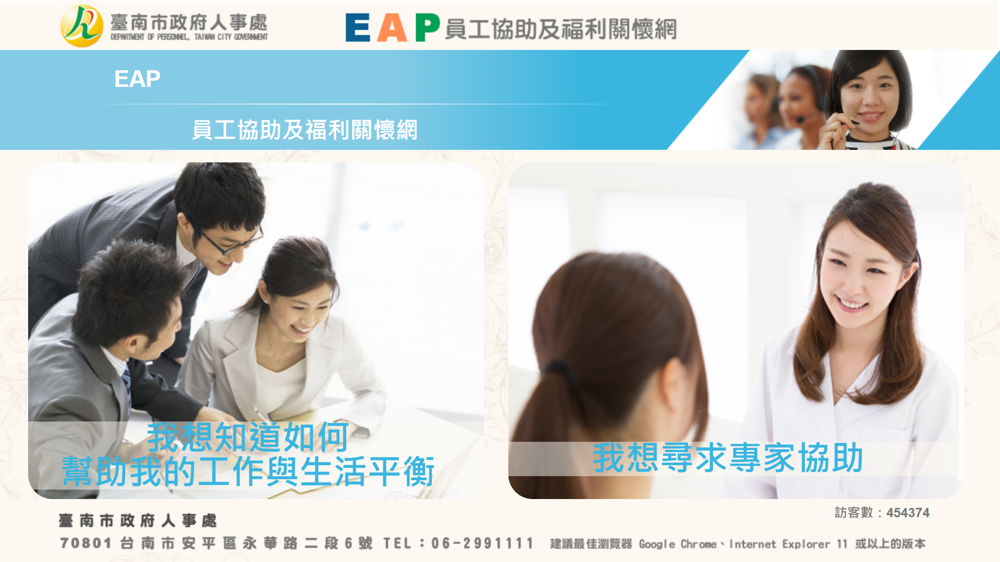 臺南市政府人事處
DEPARTMENT OF PERSONNEL, TAIWAN CITY GOVERNMENT
EAP員工協助及福利關懷網
EAP
員工協助及福利關懷網
我想知道如何
幫助我的工作與生活平衡
我想尋求專家協助
訪客數：454374
臺南市政府人事處
70801台南市安平區永華路二段6號 TEL：06-2991111
建議最佳瀏覽器 Google Chrome、Internet Explorer 11 或以上的版本